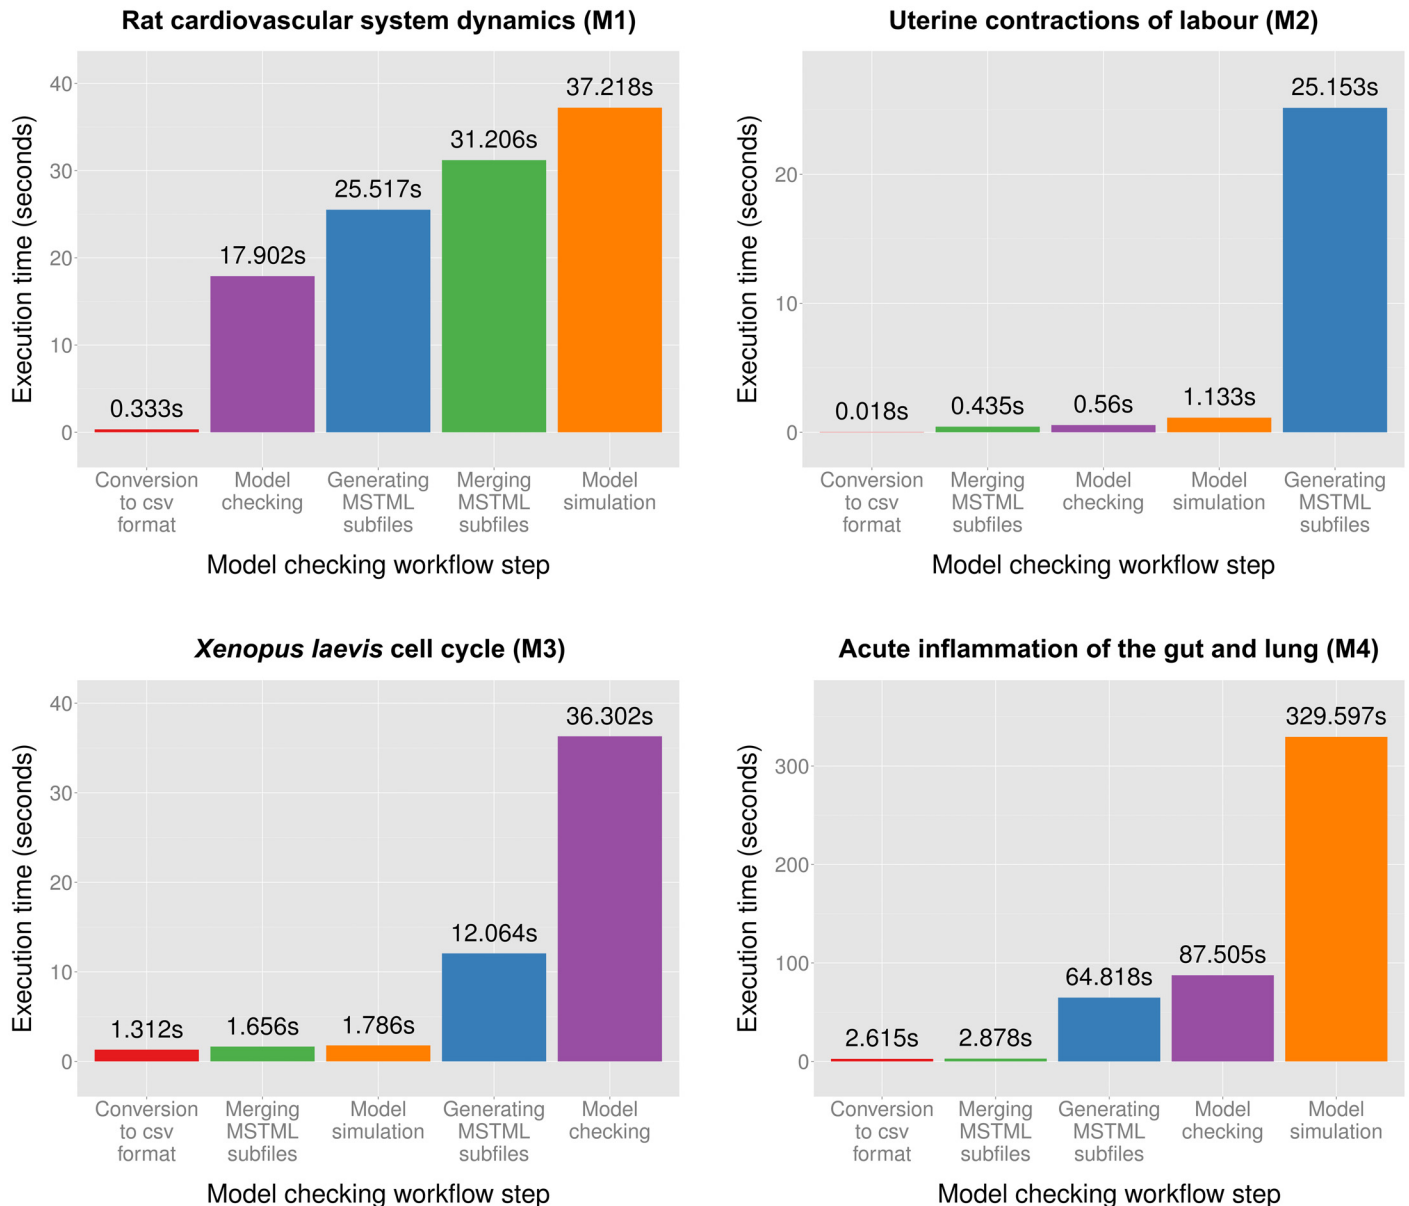 Rat cardiovascular system dynamics (M1)
Execution time (seconds)
40
30
20
10
0
0.333s
17.902s
25.517s
31.206s
37.218s
Conversion
to csv
format
Model
checking
Generating
MSTML
subfiles
Merging
MSTML
subfiles
Model
simulation
Model checking workflow step
Uterine contractions of labour (M2)
Execution time (seconds)
20
10
0
0.018s
0.435s
0.56s
1.133s
25.153s
Conversion
to csv
format
Merging
MSTML
subfiles
Model
checking
Model
simulation
Generating
MSTML
subfiles
Model checking workflow step
Xenopus laevis cell cycle (M3)
Execution time (seconds)
40
30
20
10
0
1.312s
1.656s
1.786s
12.064s
36.302s
Conversion
to csv
format
Merging
MSTML
subfiles
Model
simulation
Generating
MSTML
subfiles
Model
checking
Model checking workflow step
Acute inflammation of the gut and lung (M4)
Execution time (seconds)
300
200
100
0
2.615s
2.878s
64.818s
87.505s
329.597s
Conversion
to csv
format
Merging
MSTML
subfiles
Generating
MSTML
subfiles
Model
checking
Model
simulation
Model checking workflow step